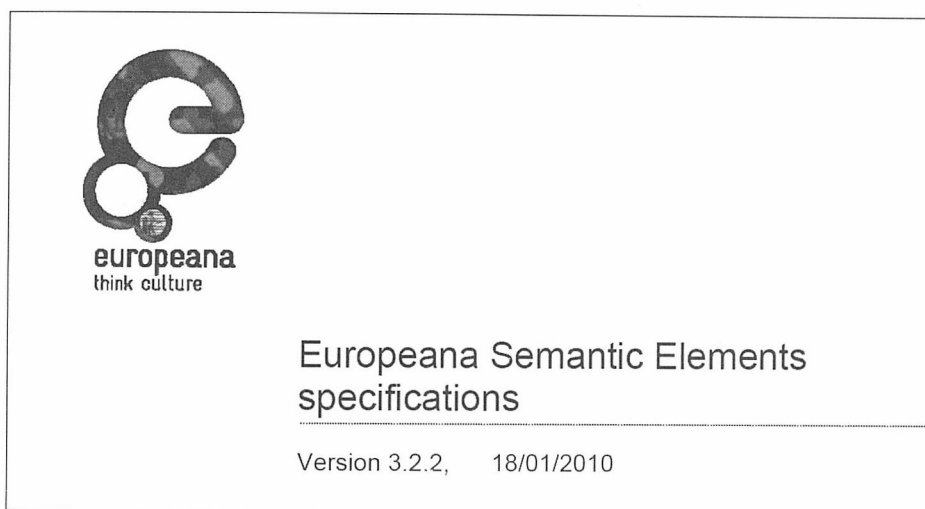 europeana
think culture
Europeana Semantic Elements
specifications
Version 3.2.2, 18/01/2010